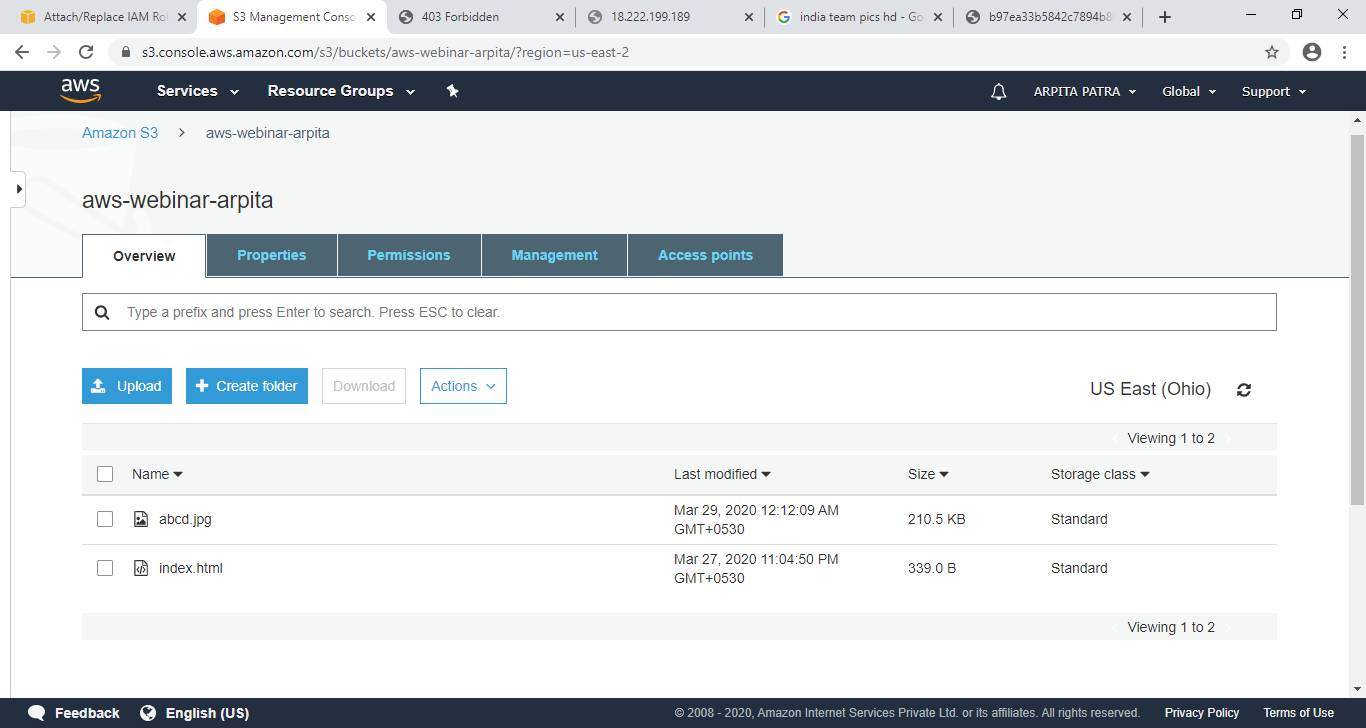 Attach/Replace IAM Ro
S3 Management Conso
403 Forbidden
18.222.199.189
india team pics hd - Go
b97ea33b5842c7894b8
s3.console.aws.amazon.com/s3/buckets/aws-webinar-arpita/?region=us-east-2
aws Services Resource Groups ARPITA PATRA Global Support
Amazon S3 > aws-webinar-arpita
aws-webinar-arpita
Overview Properties Permissions Management Access points
Type a prefix and press Enter to search. Press ESC to clear.
Upload + Create folder Download Actions US East (Ohio)
Viewing 1 to 2
Name Last modified Size Storage class
abcd.jpg Mar 29, 2020 12:12:09 AM GMT+0530 210.5 KB Standard
index.html Mar 27, 2020 11:04:50 PM GMT+0530 339.0 B Standard
Viewing 1 to 2
Feedback English (US) © 2008 - 2020, Amazon Internet Services Private Ltd. or its affiliates. All rights reserved. Privacy Policy Terms of Use